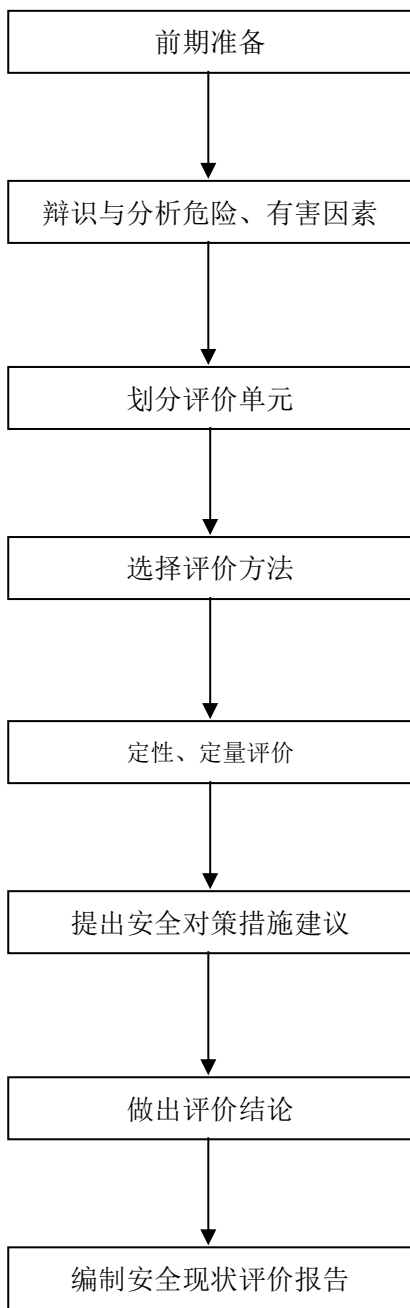 前期准备
辩识与分析危险、有害因素
划分评价单元
选择评价方法
定性、定量评价
提出安全对策措施建议
做出评价结论
编制安全现状评价报告